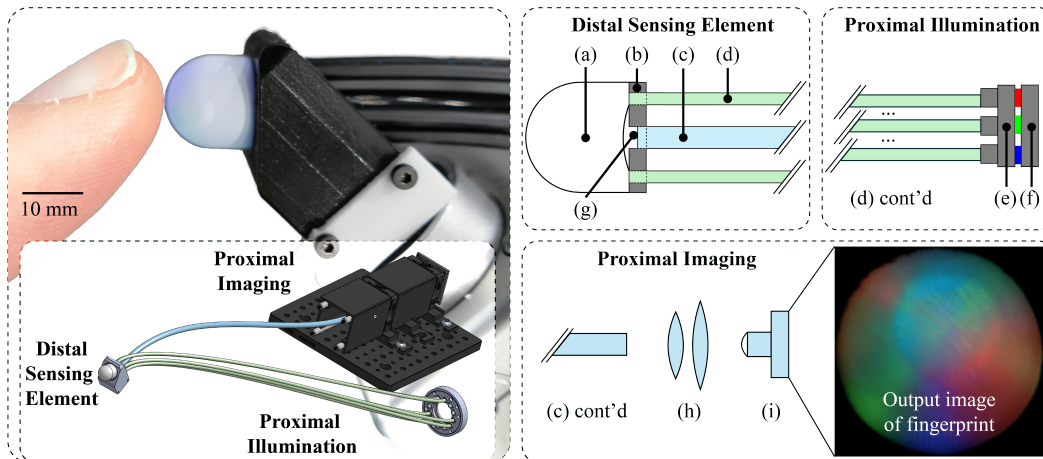 10 mm
Proximal
Imaging
Distal
Sensing
Element
Proximal
Illumination
Distal Sensing Element
(a)
(b)
(c)
(d)
(g)
Proximal Illumination
...
...
(d) cont’d
(e)
(f)
Proximal Imaging
(c) cont’d
(h)
(i)
Output image
of fingerprint